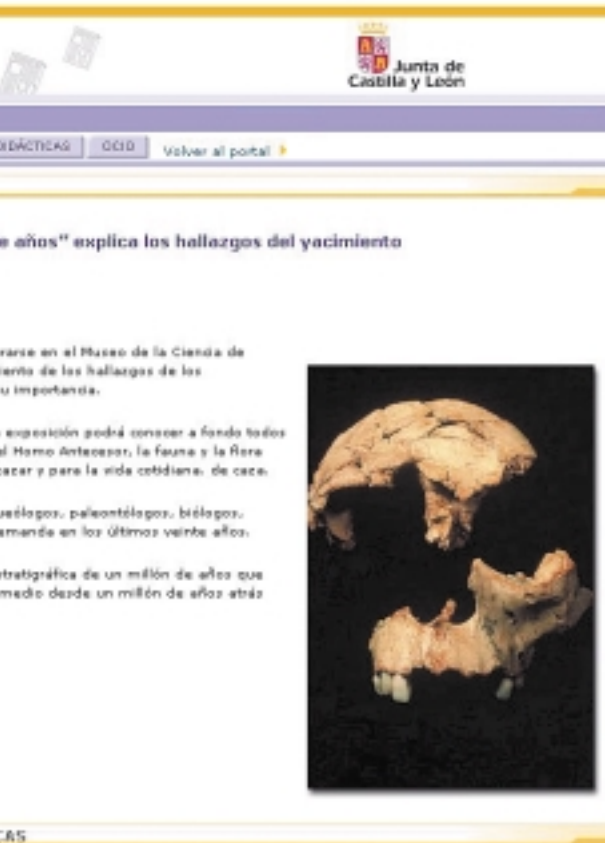 Junta de
Castilla y León
DIDÁCTICAS OCIO Volver al portal
e años" explica los hallazgos del yacimiento
rarse en el Museo de la Ciencia de
iento de los hallazgos de los
u importancia.
exposición podrá conocer a fondo todos
el Homo Antecesor, la fauna y la flora
cazar y para la vida cotidiana. de caza.
ueólogos, paleontólogos, biólogos,
emanda en los últimos veinte años.
tratigráfica de un millón de años que
medio desde un millón de años atrás
CAS